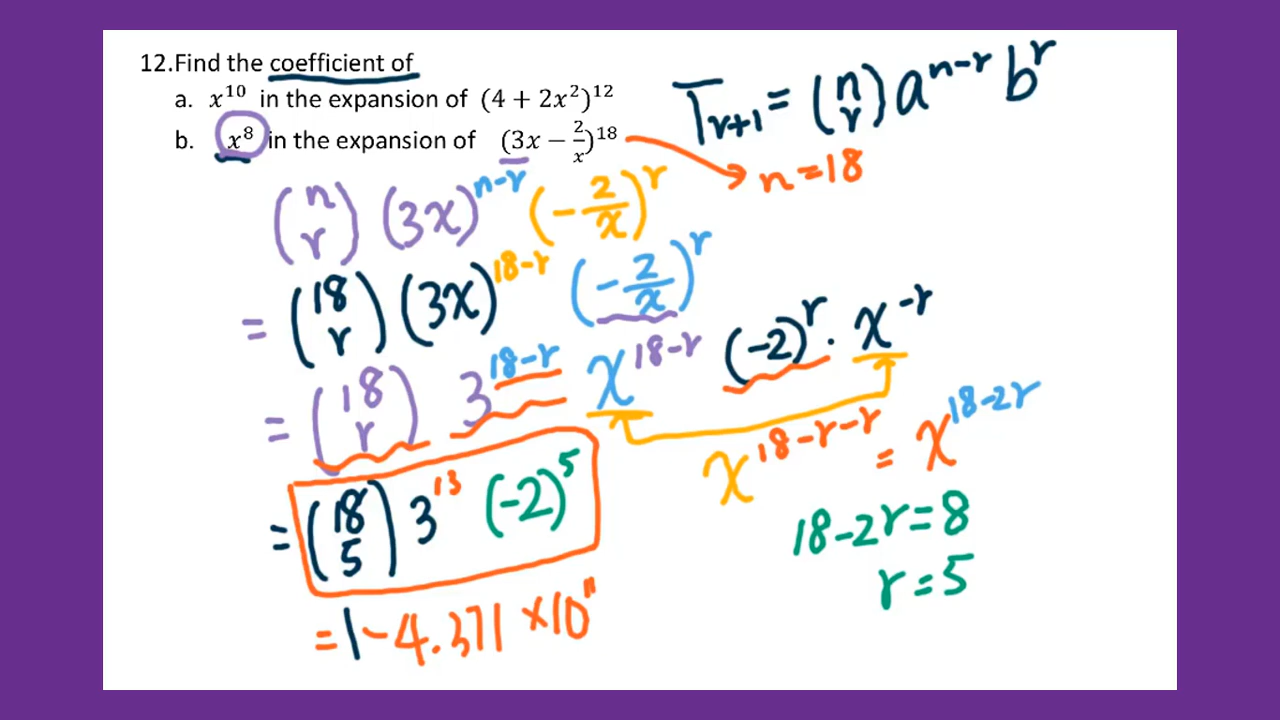 12.Find the coefficient of
a. x^10 in the expansion of (4 + 2x^2)^12
b. x^8 in the expansion of (3x − 2/x)^18
T_{r+1} = (n r) a^{n-r} b^r
n = 18
(n r) (3x)^{n-r} (-2/x)^r
= (18 r) (3x)^{18-r} (-2/x)^r
= (18 r) 3^{18-r} x^{18-r} (-2)^r · x^{-r}
x^{18-r-r} = x^{18-2r}
18-2r = 8
r = 5
= (18 5) 3^13 (-2)^5
= 1 -4.371 × 10^11